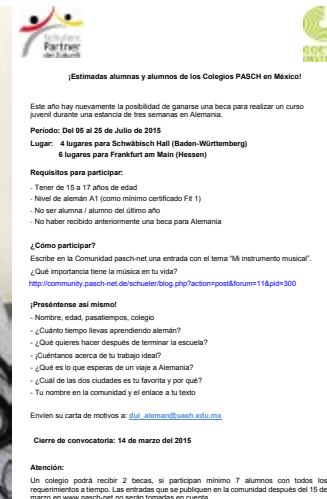 Schulen:
Partner
der Zukunft
¡Estimadas alumnas y alumnos de los Colegios PASCH en México!
Este año hay nuevamente la posibilidad de ganarse una beca para realizar un curso
juvenil durante una estancia de tres semanas en Alemania.
Período: Del 05 al 25 de Julio de 2015
Lugar: 4 lugares para Schwäbisch Hall (Baden-Württemberg)
6 lugares para Frankfurt am Main (Hessen)
Requisitos para participar:
- Tener de 15 a 17 años de edad
- Nivel de alemán A1 (como mínimo certificado Fit 1)
- No ser alumna / alumno del último año
- No haber recibido anteriormente una beca para Alemania
¿Cómo participar?
Escribe en la Comunidad pasch-net una entrada con el tema "Mi instrumento musical".
¿Qué importancia tiene la música en tu vida?
http://community.pasch-net.de/schueler/blog.php?action=post&forum=11&pid=300
¡Preséntense así mismo!
- Nombre, edad, pasatiempos, colegio
- ¿Cuánto tiempo llevas aprendiendo alemán?
- ¿Qué quieres hacer después de terminar la escuela?
- ¡Cuéntanos acerca de tu trabajo ideal?
- ¿Qué es lo que esperas de un viaje a Alemania?
- ¿Cuál de las dos ciudades es tu favorita y por qué?
- Tu nombre en la comunidad y el enlace a tu texto
Envíen su carta de motivos a: dui_aleman@uaeh.edu.mx
Cierre de convocatoria: 14 de marzo del 2015
Atención:
Un colegio podrá recibir 2 becas, si participan mínimo 7 alumnos con todos los
requerimientos a tiempo. Las entradas que se publiquen en la comunidad después del 15 de
marzo en www.pasch-net no serán tomadas en cuenta.